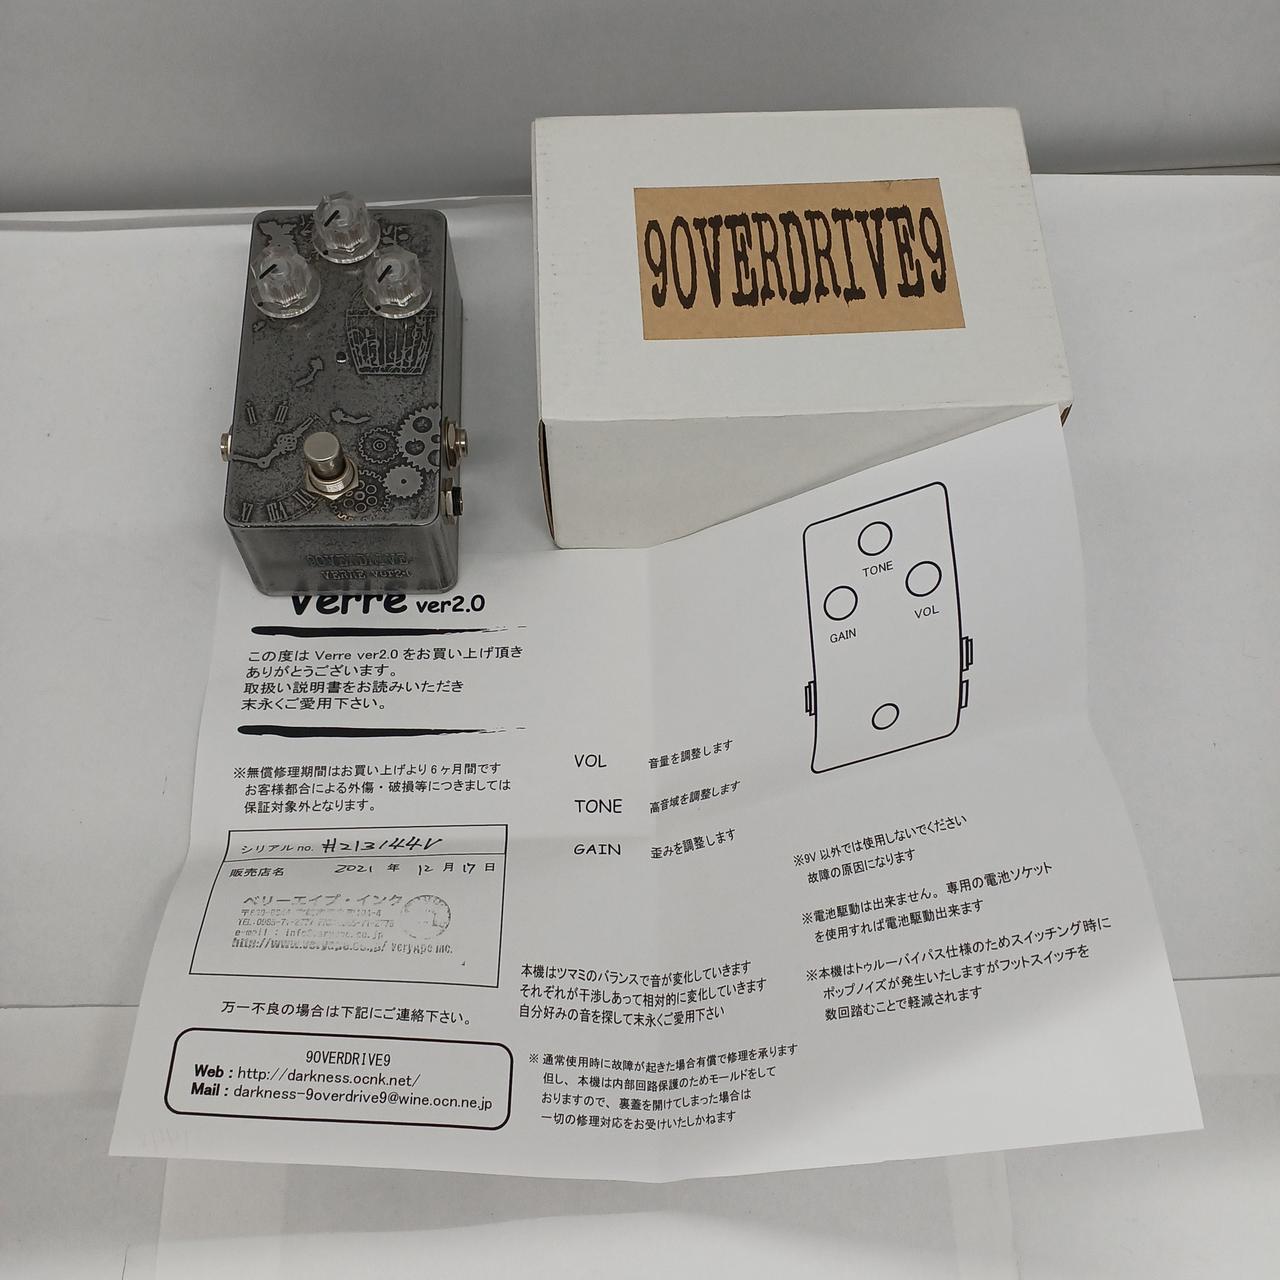 9OVERDRIVE9
II
III
VI
9OVERDRIVE
VERRE ver2.0
Verre ver2.0
この度は Verre ver2.0 をお買い上げ頂き
ありがとうございます。
取扱い説明書をお読みいただき
末永くご愛用下さい。
※無償修理期間はお買い上げより6ヶ月間です
お客様都合による外傷・破損等につきましては
保証対象外となります。
シリアル no. #213144V
販売店名 2021 年 12 月 17 日
ベリーエイプ・インク
e-mail :
VeryApe Inc.
万一不良の場合は下記にご連絡下さい。
9OVERDRIVE9
Web : http://darkness.ocnk.net/
Mail : darkness-9overdrive9@wine.ocn.ne.jp
VOL 音量を調整します
TONE 高音域を調整します
GAIN 歪みを調整します
本機はツマミのバランスで音が変化していきます
それぞれが干渉しあって相対的に変化していきます
自分好みの音を探して末永くご愛用下さい
※ 通常使用時に故障が起きた場合有償で修理を承ります
但し、本機は内部回路保護のためモールドをして
おりますので、裏蓋を開けてしまった場合は
一切の修理対応をお受けいたしかねます
TONE
GAIN
VOL
※9V 以外では使用しないでください
故障の原因になります
※電池駆動は出来ません。専用の電池ソケット
を使用すれば電池駆動出来ます
※本機はトゥルーバイパス仕様のためスイッチング時に
ポップノイズが発生いたしますがフットスイッチを
数回踏むことで軽減されます